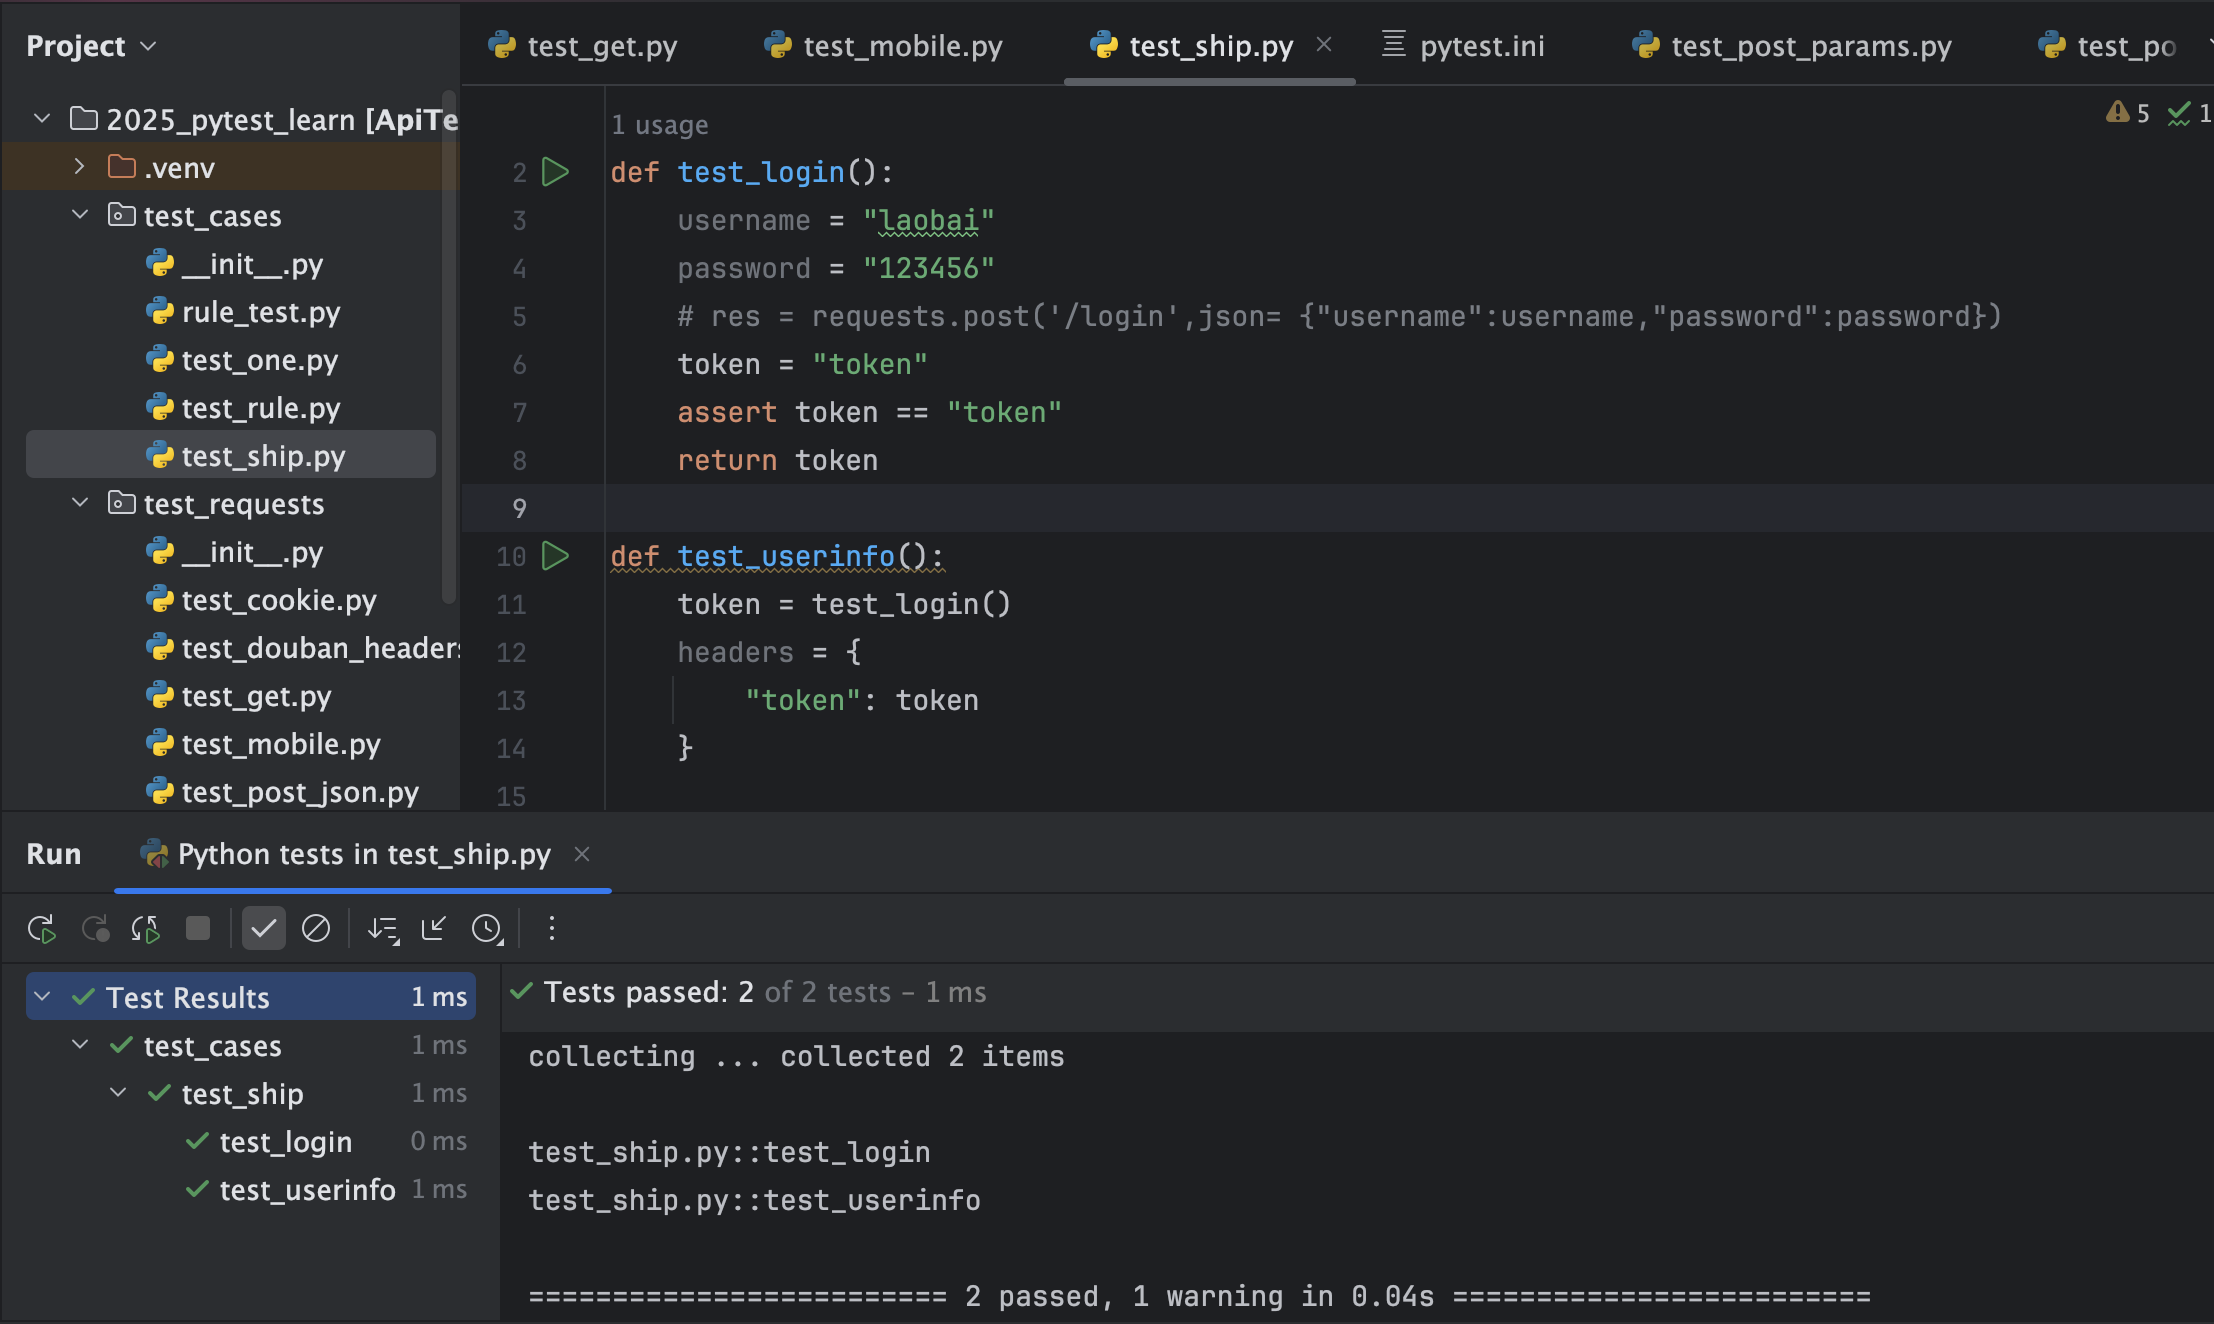 Project
2025_pytest_learn [ApiTe
.venv
test_cases
__init__.py
rule_test.py
test_one.py
test_rule.py
test_ship.py
test_requests
__init__.py
test_cookie.py
test_douban_headers
test_get.py
test_mobile.py
test_post_json.py
test_get.py test_mobile.py test_ship.py pytest.ini test_post_params.py test_po
5 1
1 usage
2 def test_login():
3 username = "laobai"
4 password = "123456"
5 # res = requests.post('/login',json= {"username":username,"password":password})
6 token = "token"
7 assert token == "token"
8 return token
9
10 def test_userinfo():
11 token = test_login()
12 headers = {
13 "token": token
14 }
15
Run Python tests in test_ship.py
Test Results 1 ms
test_cases 1 ms
test_ship 1 ms
test_login 0 ms
test_userinfo 1 ms
Tests passed: 2 of 2 tests – 1 ms
collecting ... collected 2 items
test_ship.py::test_login
test_ship.py::test_userinfo
========================= 2 passed, 1 warning in 0.04s =========================